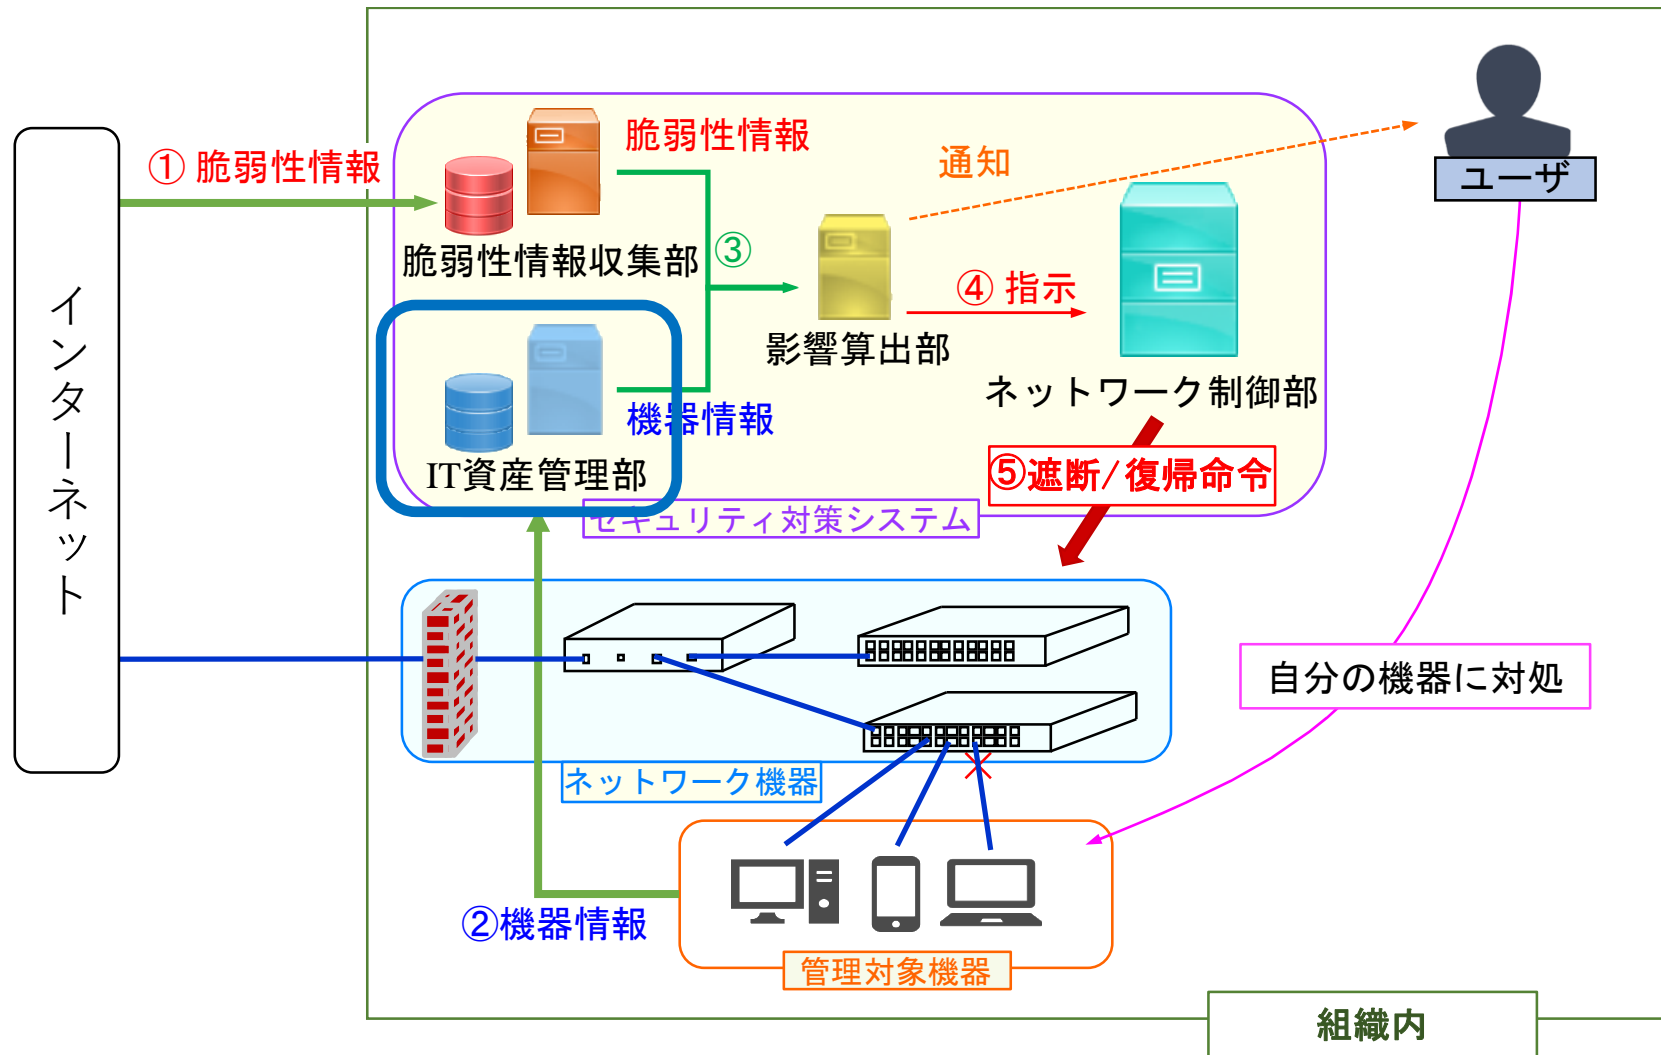 インターネット
① 脆弱性情報
脆弱性情報
脆弱性情報収集部
③
通知
ユーザ
影響算出部
④ 指示
ネットワーク制御部
機器情報
IT資産管理部
⑤遮断/復帰命令
セキュリティ対策システム
自分の機器に対処
ネットワーク機器
②機器情報
管理対象機器
組織内